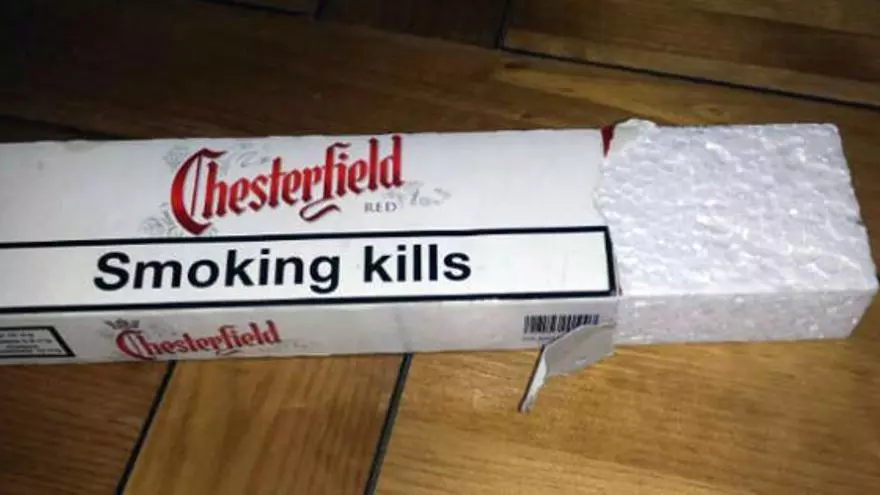 Chesterfield
RED
Smoking kills
Chesterfield